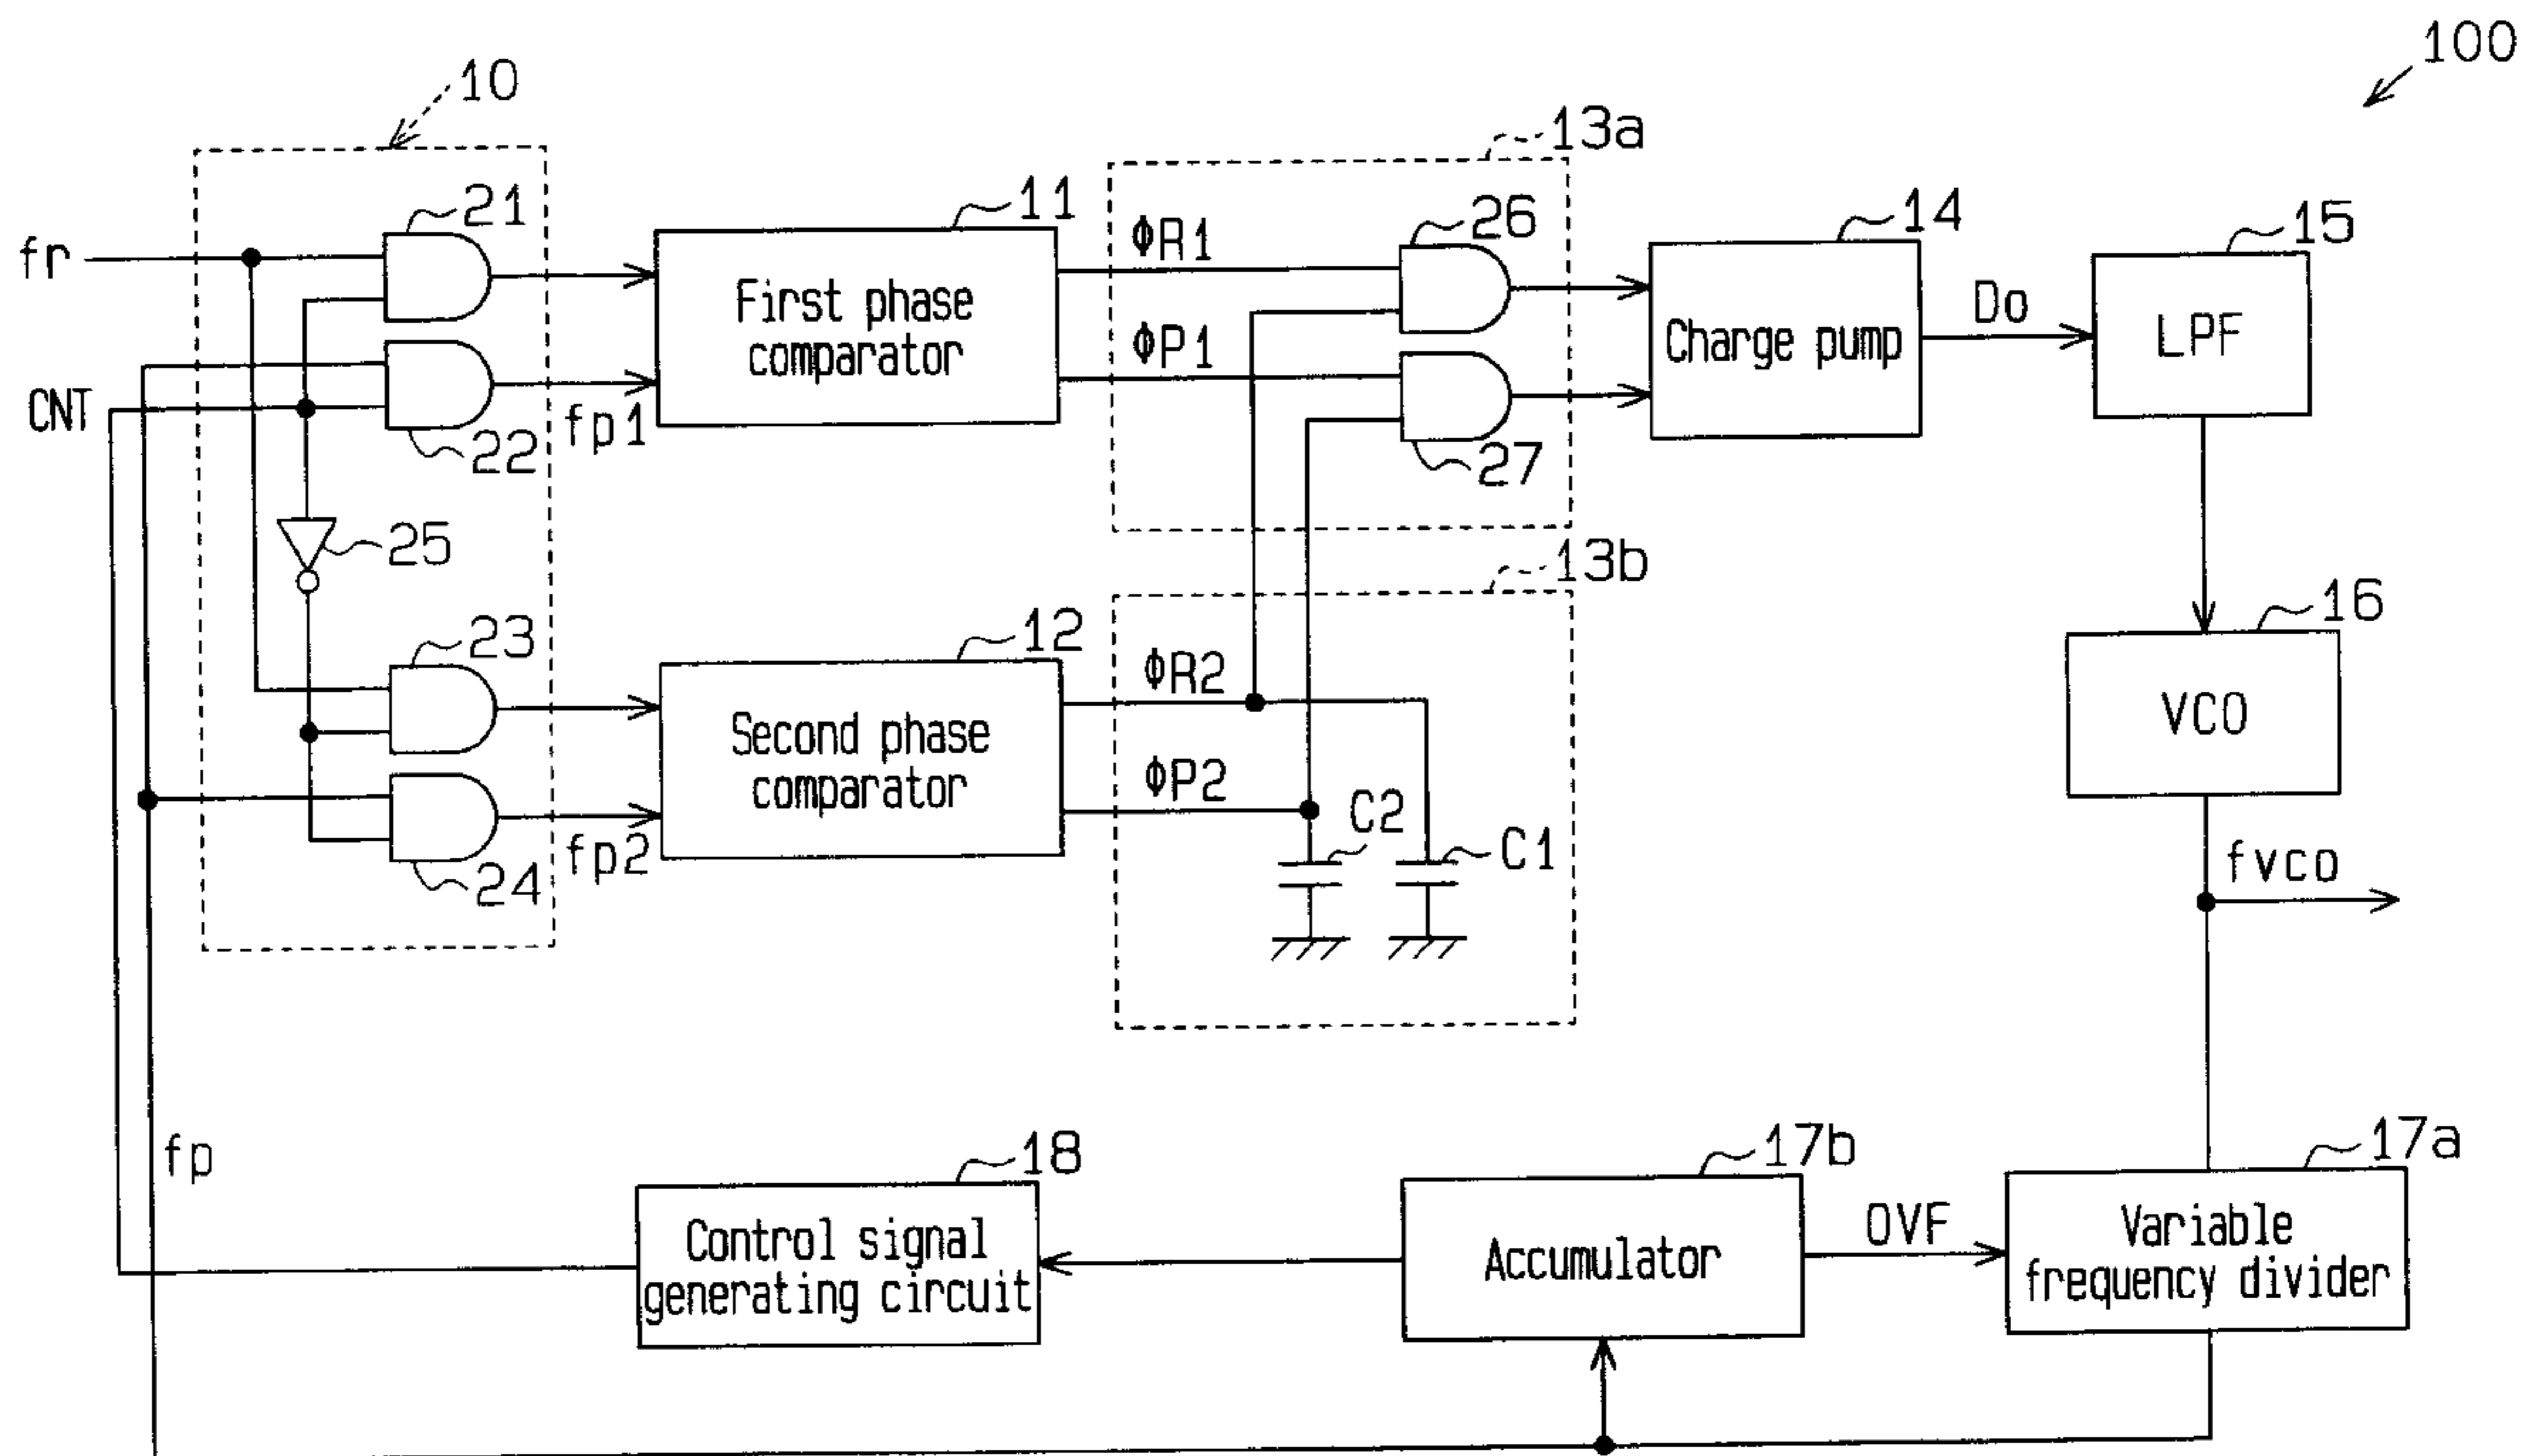 100
10
13a
21
11
26
14
15
fr
ΦR1
First phase
comparator
Charge pump
Do
LPF
ΦP1
CNT
22
fp1
27
25
13b
16
23
12
ΦR2
VCO
Second phase
comparator
ΦP2
C2
C1
fp2
24
fvco
fp
18
17b
17a
Control signal
generating circuit
Accumulator
OVF
Variable
frequency divider